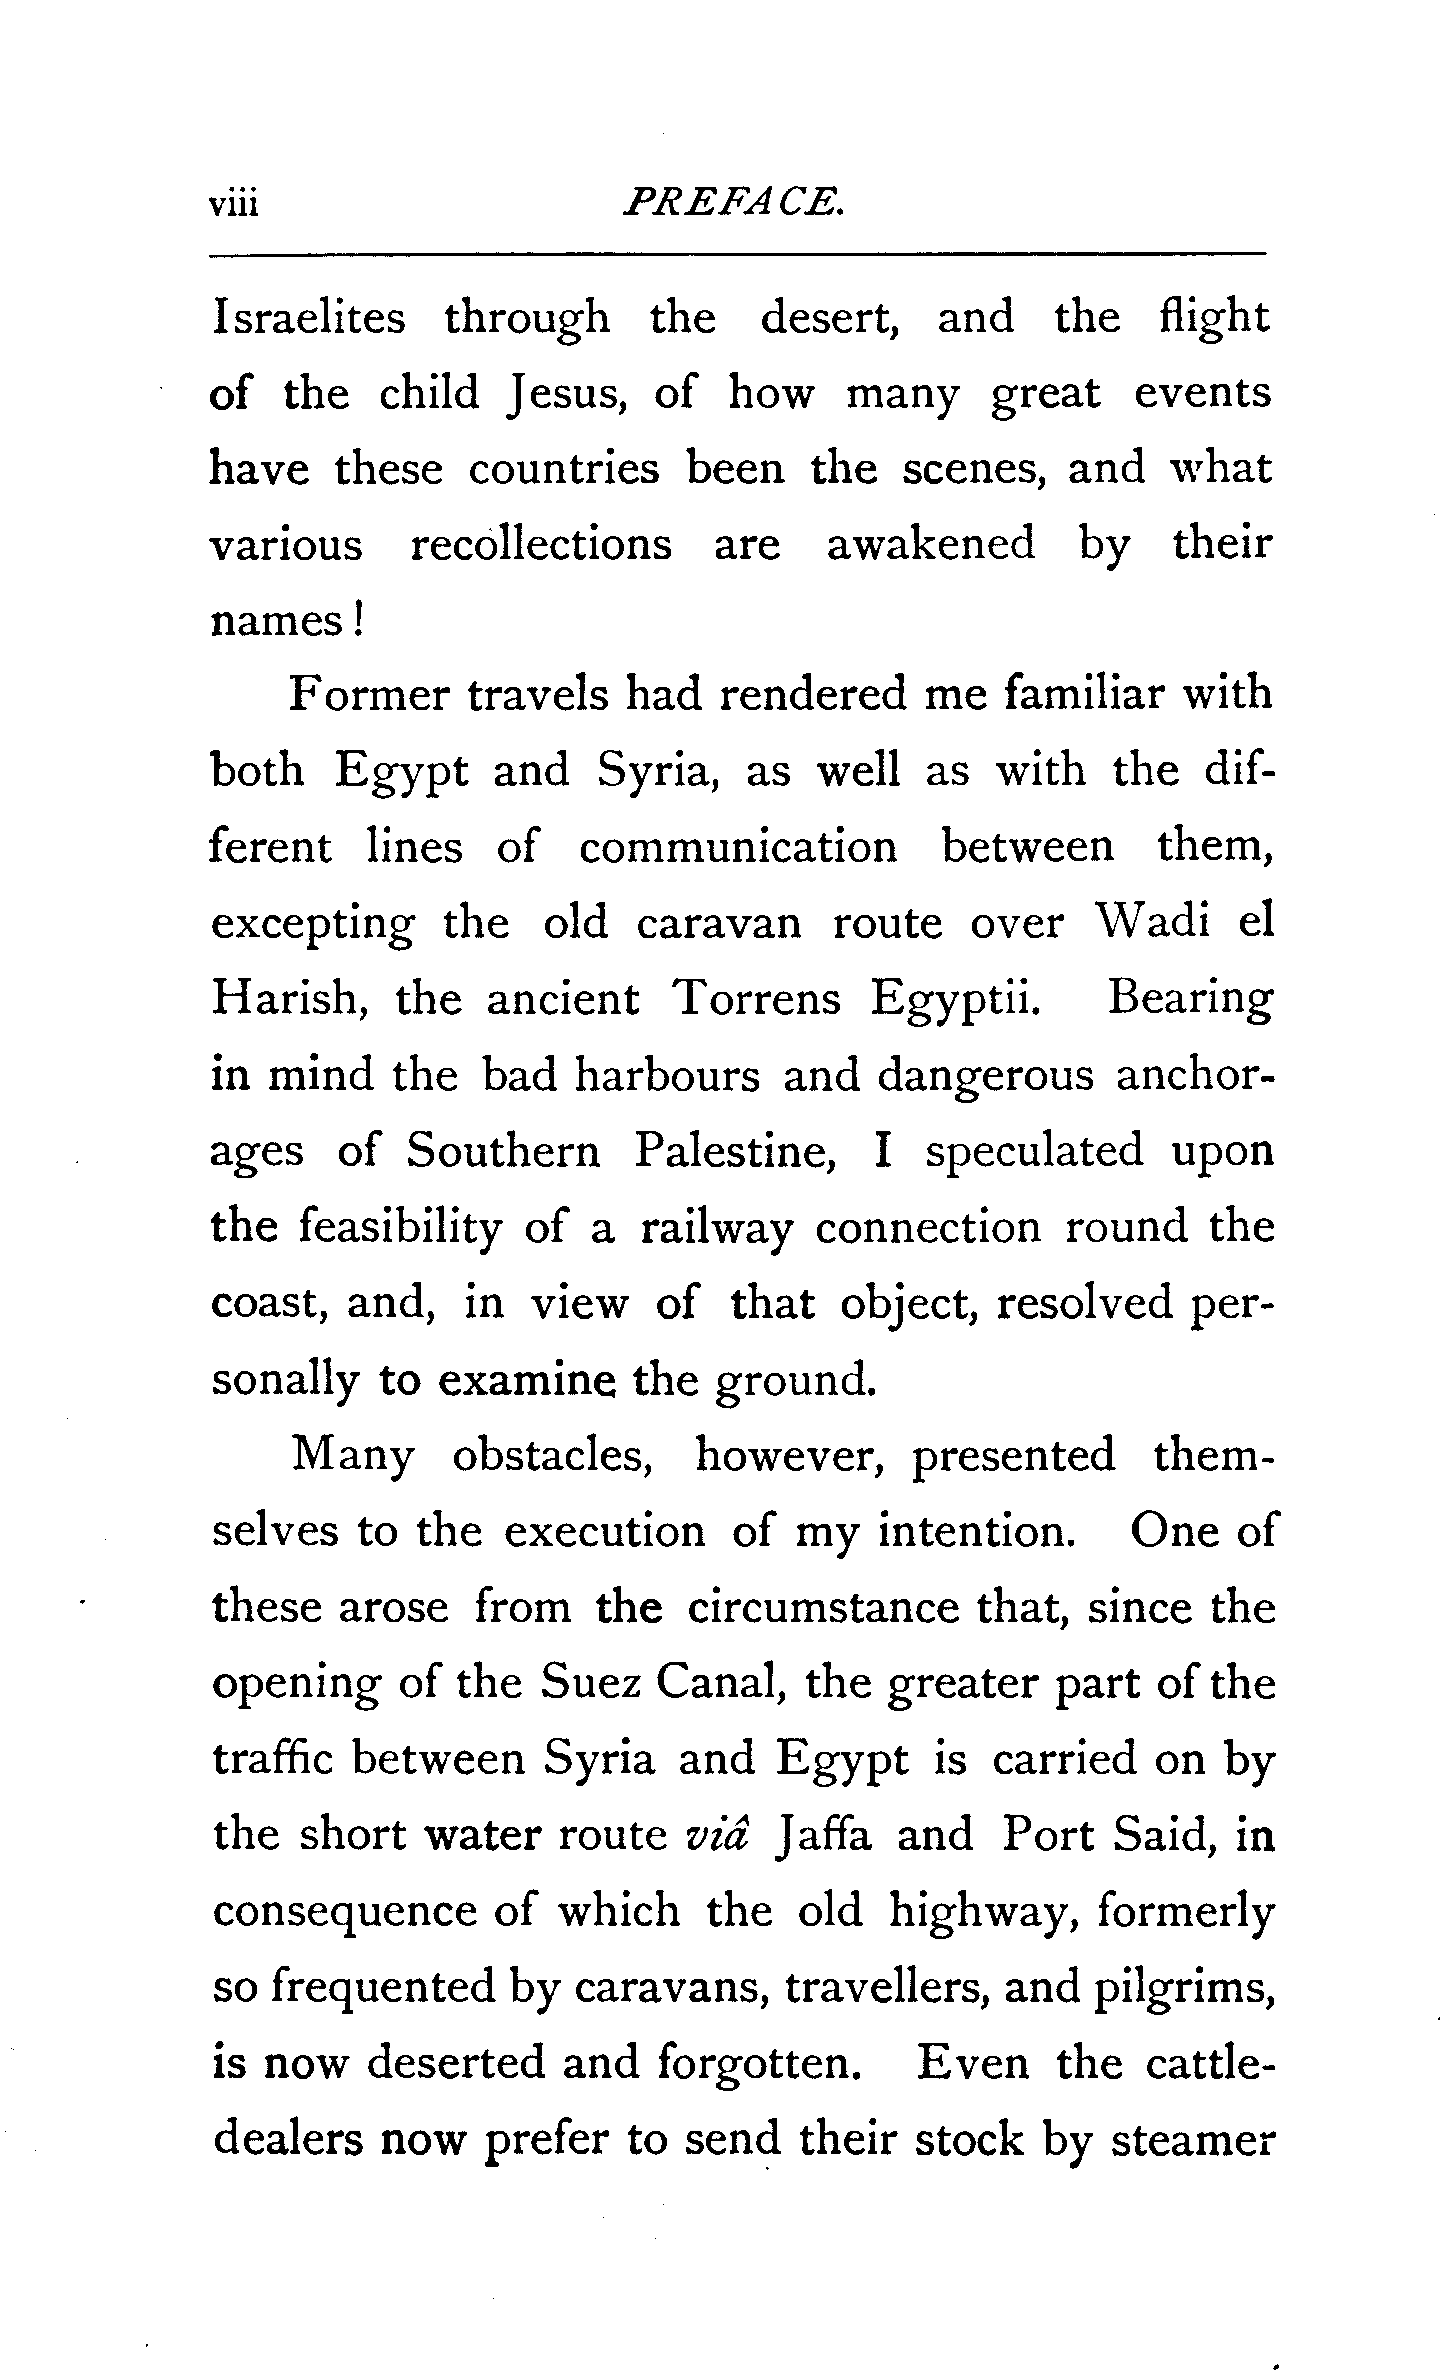 viii PREFACE.
Israelites through the desert, and the flight
of the child Jesus, of how many great events
have these countries been the scenes, and what
various recollections are awakened by their
names !
Former travels had rendered me familiar with
both Egypt and Syria, as well as with the dif-
ferent lines of communication between them,
excepting the old caravan route over Wadi el
Harish, the ancient Torrens Egyptii. Bearing
in mind the bad harbours and dangerous anchor-
ages of Southern Palestine, I speculated upon
the feasibility of a railway connection round the
coast, and, in view of that object, resolved per-
sonally to examine the ground.
Many obstacles, however, presented them-
selves to the execution of my intention. One of
these arose from the circumstance that, since the
opening of the Suez Canal, the greater part of the
traffic between Syria and Egypt is carried on by
the short water route viâ Jaffa and Port Said, in
consequence of which the old highway, formerly
so frequented by caravans, travellers, and pilgrims,
is now deserted and forgotten. Even the cattle-
dealers now prefer to send their stock by steamer